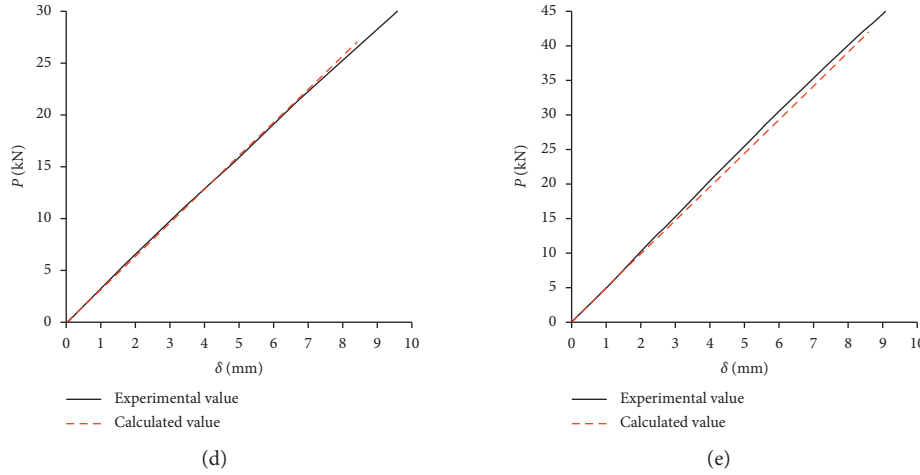 30
25
20
15
10
5
0
P (kN)
0 1 2 3 4 5 6 7 8 9 10
δ (mm)
Experimental value
Calculated value
(d)
45
40
35
30
25
20
15
10
5
0
P (kN)
0 1 2 3 4 5 6 7 8 9 10
δ (mm)
Experimental value
Calculated value
(e)